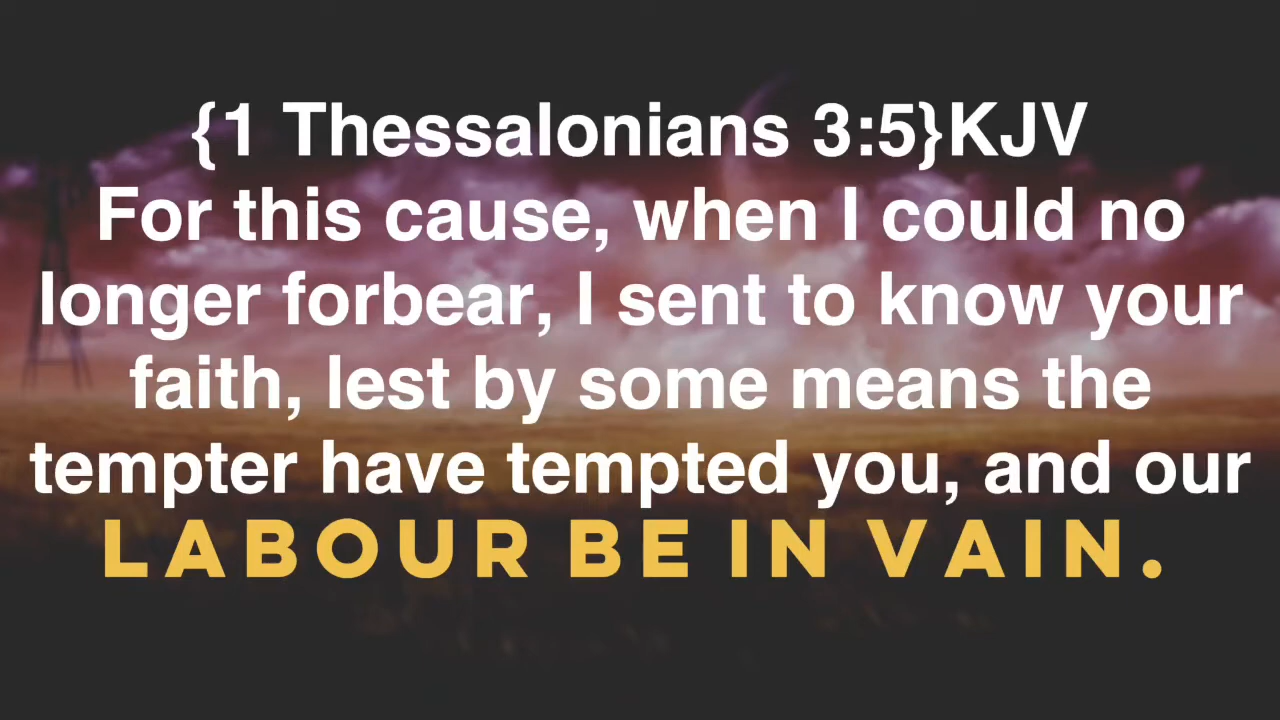 {1 Thessalonians 3:5}KJV
For this cause, when I could no
longer forbear, I sent to know your
faith, lest by some means the
tempter have tempted you, and our
LABOUR BE IN VAIN.